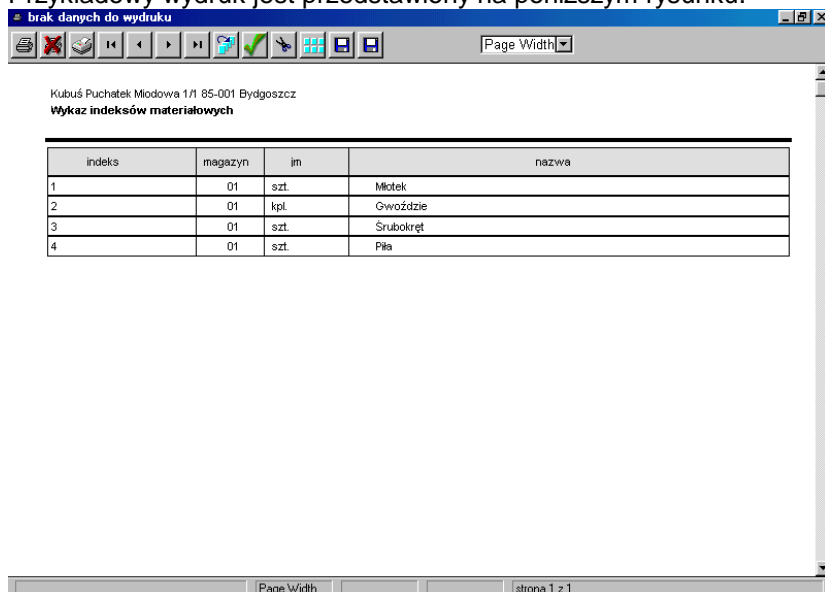 Przykładowy wydruk jest przedstawiony na poniższym rysunku.
brak danych do wydruku
Page Width
Kubuś Puchatek Miodowa 1/1 85-001 Bydgoszcz
Wykaz indeksów materiałowych
indeks magazyn jm nazwa
1 01 szt. Młotek
2 01 kpl. Gwoździe
3 01 szt. Śrubokręt
4 01 szt. Piła
Page Width strona 1 z 1